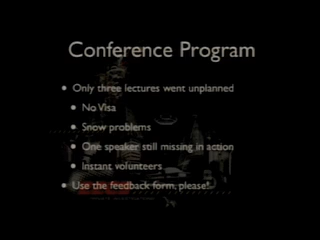 Conference Program
Only three lectures went unplanned
No Visa
Snow problems
One speaker still missing in action
Instant volunteers
Use the feedback form, please!